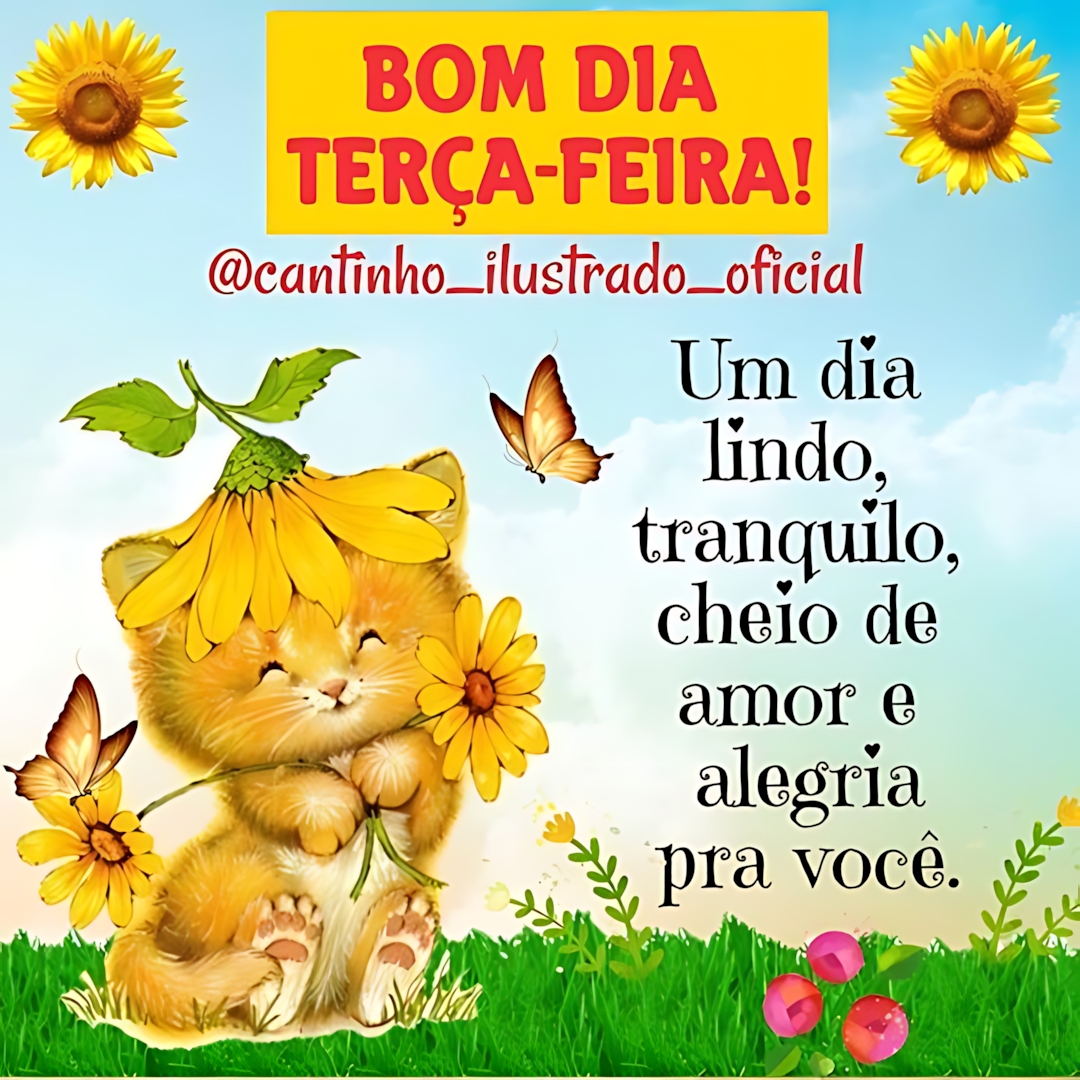 BOM DIA
TERÇA-FEIRA!
@cantinho_ilustrado_oficial
Um dia
lindo,
tranquilo,
cheio de
amor e
alegria
pra você.